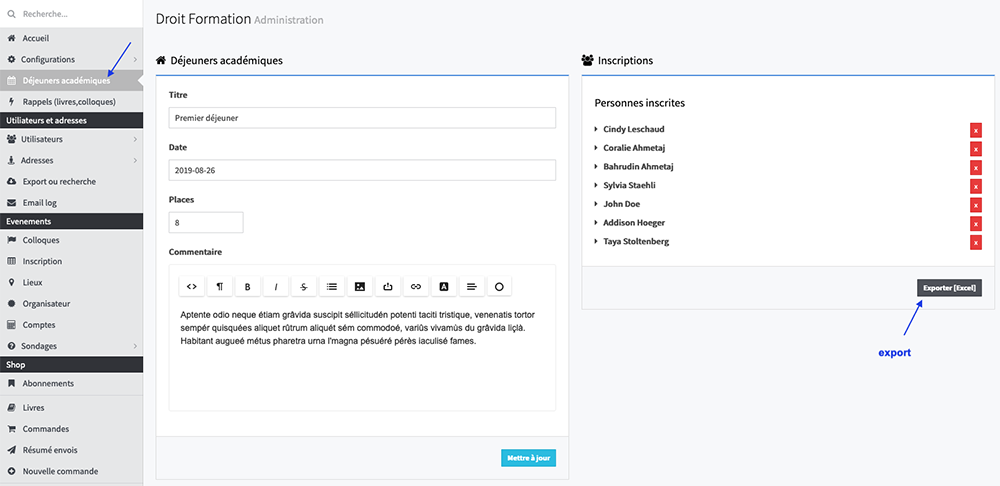 Recherche...
Accueil
Configurations
Déjeuners académiques
Rappels (livres,colloques)
Utiliateurs et adresses
Utilisateurs
Adresses
Export ou recherche
Email log
Evenements
Colloques
Inscription
Lieux
Organisateur
Comptes
Sondages
Shop
Abonnements
Livres
Commandes
Résumé envois
Nouvelle commande
Droit Formation Administration
Déjeuners académiques
Titre
Premier déjeuner
Date
2019-08-26
Places
8
Commentaire
Aptente odio neque étiam grâvida suscipit séllicitudén potenti taciti tristique, venenatis tortor
sempér quisquées aliquet rûtrum aliquét sém commodoé, variûs vivamùs du grâvida liçlà.
Habitant augueé métus pharetra urna l'magna pésuéré pérès iaculisé fames.
Mettre à jour
Inscriptions
Personnes inscrites
Cindy Leschaud x
Coralie Ahmetaj x
Bahrudin Ahmetaj x
Sylvia Staehli x
John Doe x
Addison Hoeger x
Taya Stoltenberg x
Exporter [Excel]
export